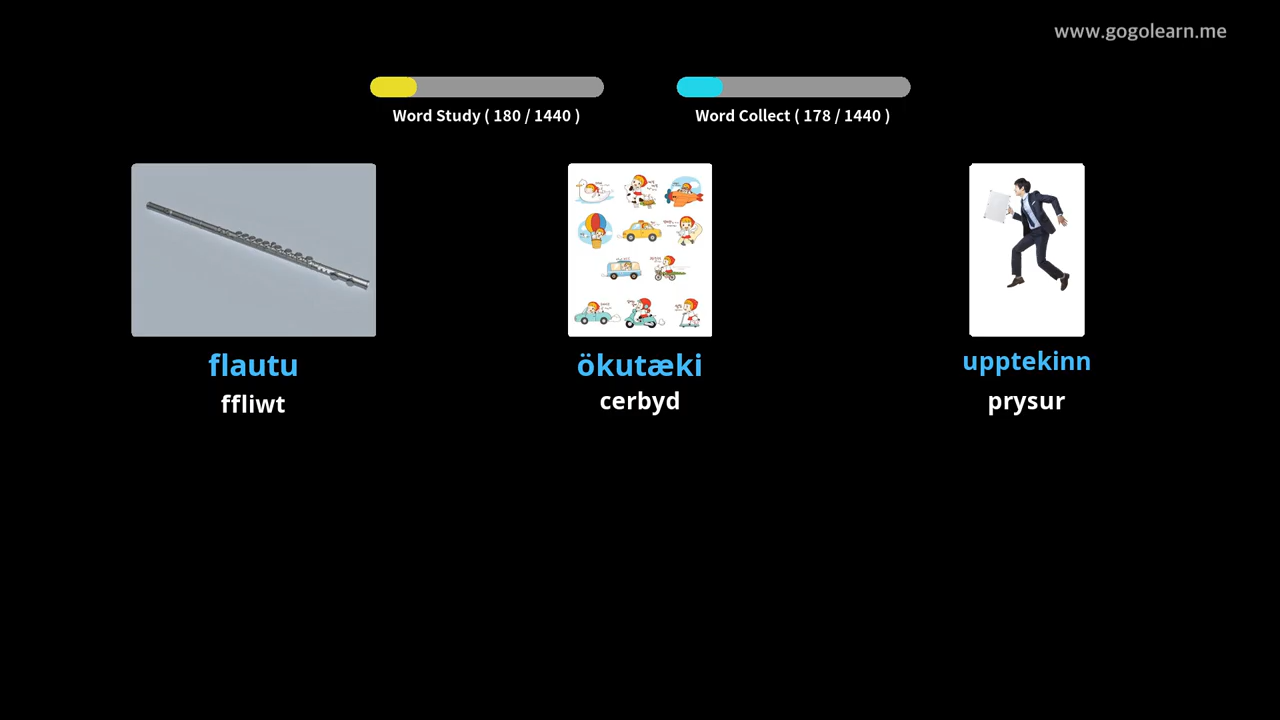 www.gogolearn.me
Word Study ( 180 / 1440 )
Word Collect ( 178 / 1440 )
flautu
ffliwt
ökutæki
cerbyd
upptekinn
prysur